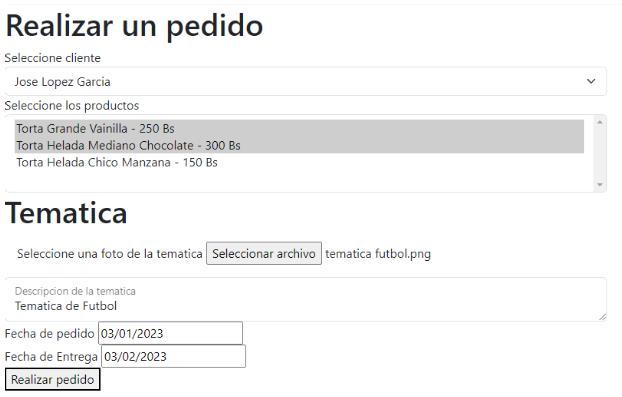 Realizar un pedido
Seleccione cliente
Jose Lopez Garcia
Seleccione los productos
Torta Grande Vainilla - 250 Bs
Torta Helada Mediano Chocolate - 300 Bs
Torta Helada Chico Manzana - 150 Bs
Tematica
Seleccione una foto de la tematica Seleccionar archivo tematica futbol.png
Descripcion de la tematica
Tematica de Futbol
Fecha de pedido 03/01/2023
Fecha de Entrega 03/02/2023
Realizar pedido